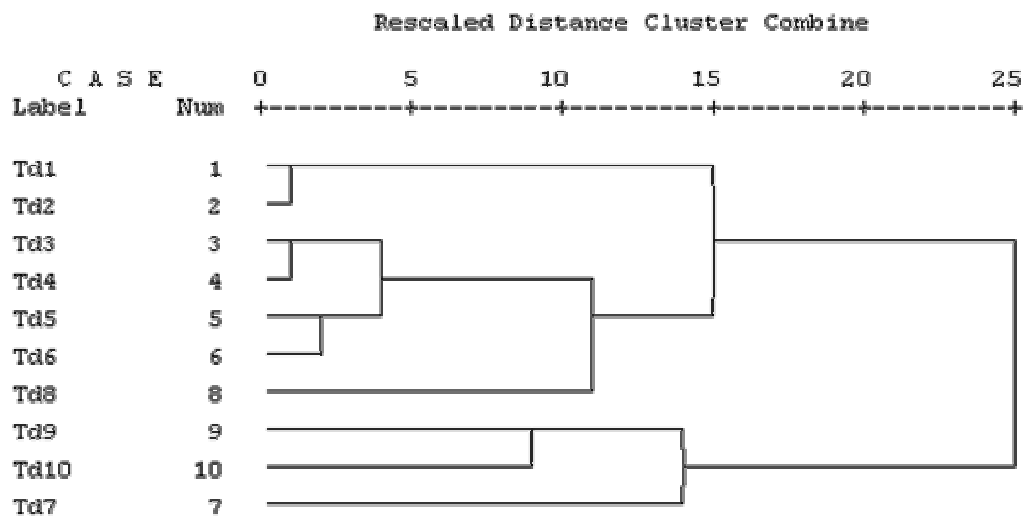 Rescaled Distance Cluster Combine
C A S E 0 5 10 15 20 25
Label Num +---------+---------+---------+---------+---------+
Td1 1
Td2 2
Td3 3
Td4 4
Td5 5
Td6 6
Td8 8
Td9 9
Td10 10
Td7 7